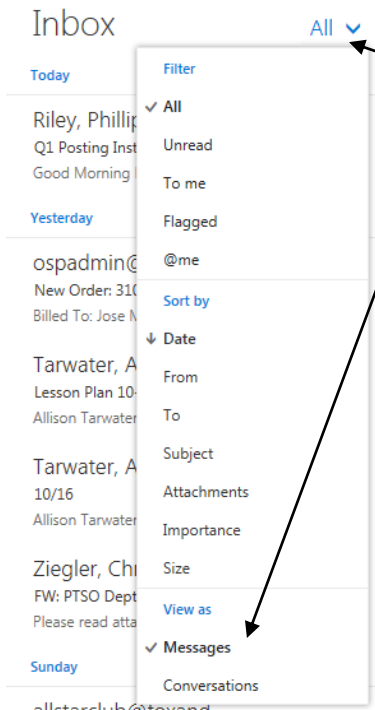 Inbox
All
Today
Riley, Phillip
Q1 Posting Inst
Good Morning
Yesterday
ospadmin@
New Order: 310
Billed To: Jose
Tarwater, A
Lesson Plan 10-
Allison Tarwater
Tarwater, A
10/16
Allison Tarwater
Ziegler, Chr
FW: PTSO Dept
Please read atta
Sunday
Filter
All
Unread
To me
Flagged
@me
Sort by
Date
From
To
Subject
Attachments
Importance
Size
View as
Messages
Conversations